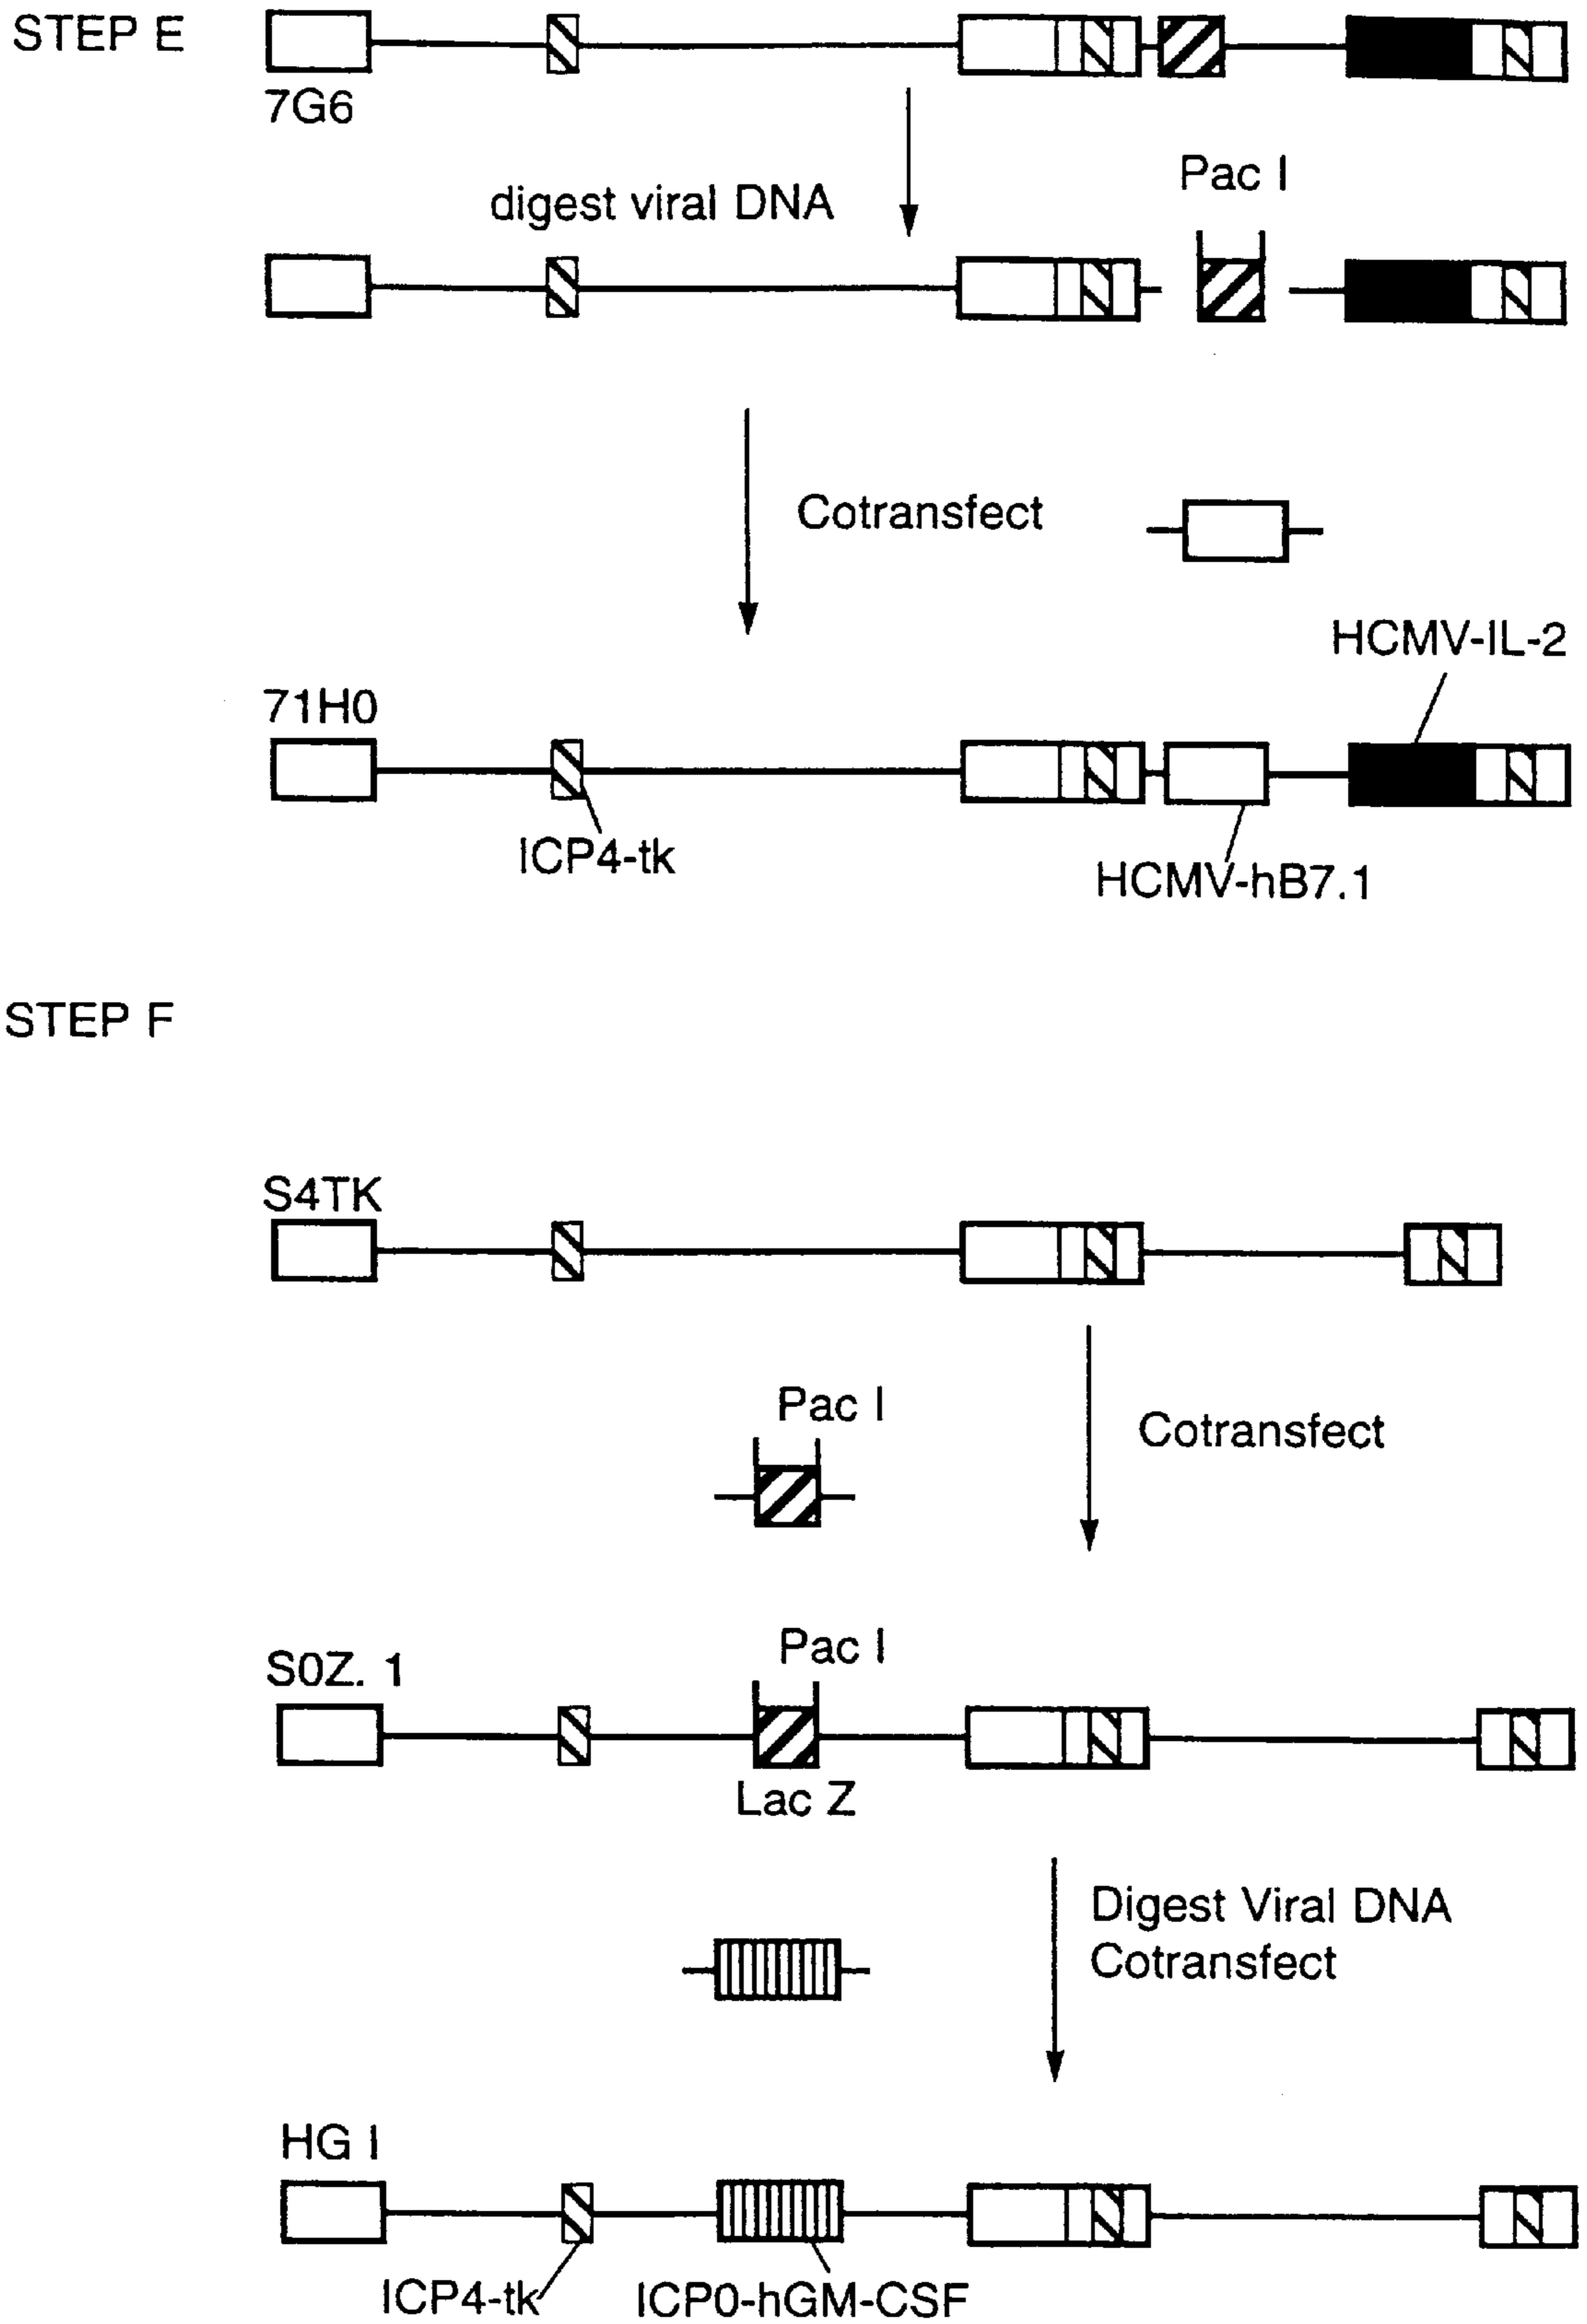 STEP E
7G6
digest viral DNA
Pac I
Cotransfect
HCMV-IL-2
71H0
ICP4-tk
HCMV-hB7.1
STEP F
S4TK
Pac I
Cotransfect
Pac I
S0Z. 1
Lac Z
Digest Viral DNA
Cotransfect
HG I
ICP4-tk
ICP0-hGM-CSF